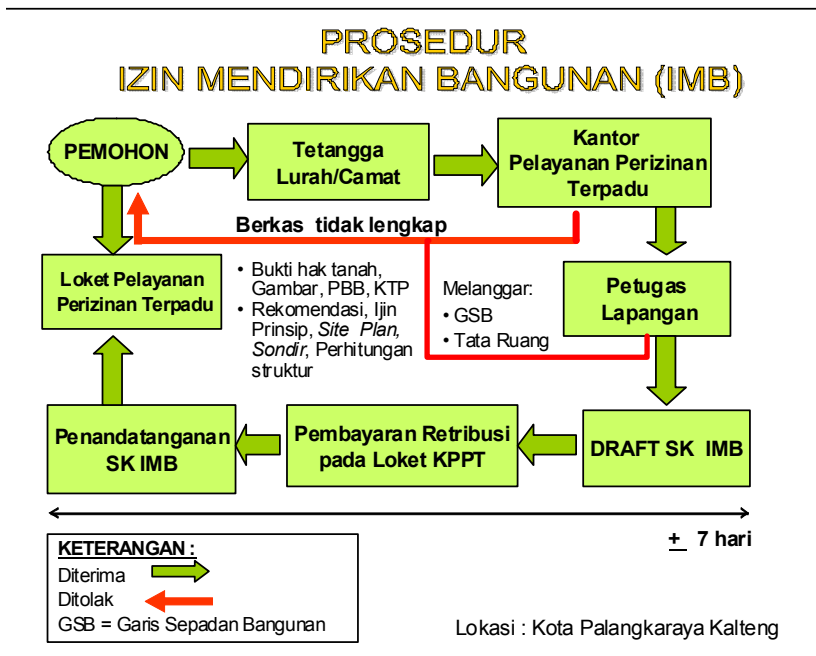 PROSEDUR
IZIN MENDIRIKAN BANGUNAN (IMB)
PEMOHON
Tetangga
Lurah/Camat
Kantor
Pelayanan Perizinan
Terpadu
Berkas tidak lengkap
Loket Pelayanan
Perizinan Terpadu
• Bukti hak tanah,
Gambar, PBB, KTP
• Rekomendasi, Ijin
Prinsip, Site Plan,
Sondir, Perhitungan
struktur
Melanggar:
• GSB
• Tata Ruang
Petugas
Lapangan
Penandatanganan
SK IMB
Pembayaran Retribusi
pada Loket KPPT
DRAFT SK IMB
+ 7 hari
KETERANGAN :
Diterima
Ditolak
GSB = Garis Sepadan Bangunan
Lokasi : Kota Palangkaraya Kalteng